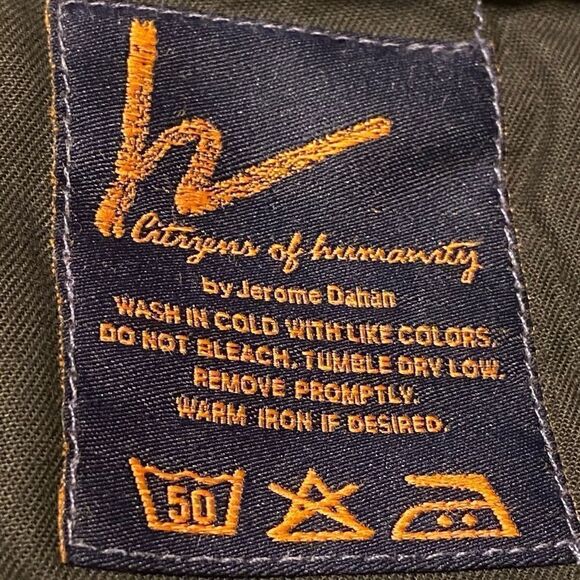 h
Citizens of humanity
by Jerome Dahan
WASH IN COLD WITH LIKE COLORS.
DO NOT BLEACH. TUMBLE DRY LOW.
REMOVE PROMPTLY.
WARM IRON IF DESIRED.
50